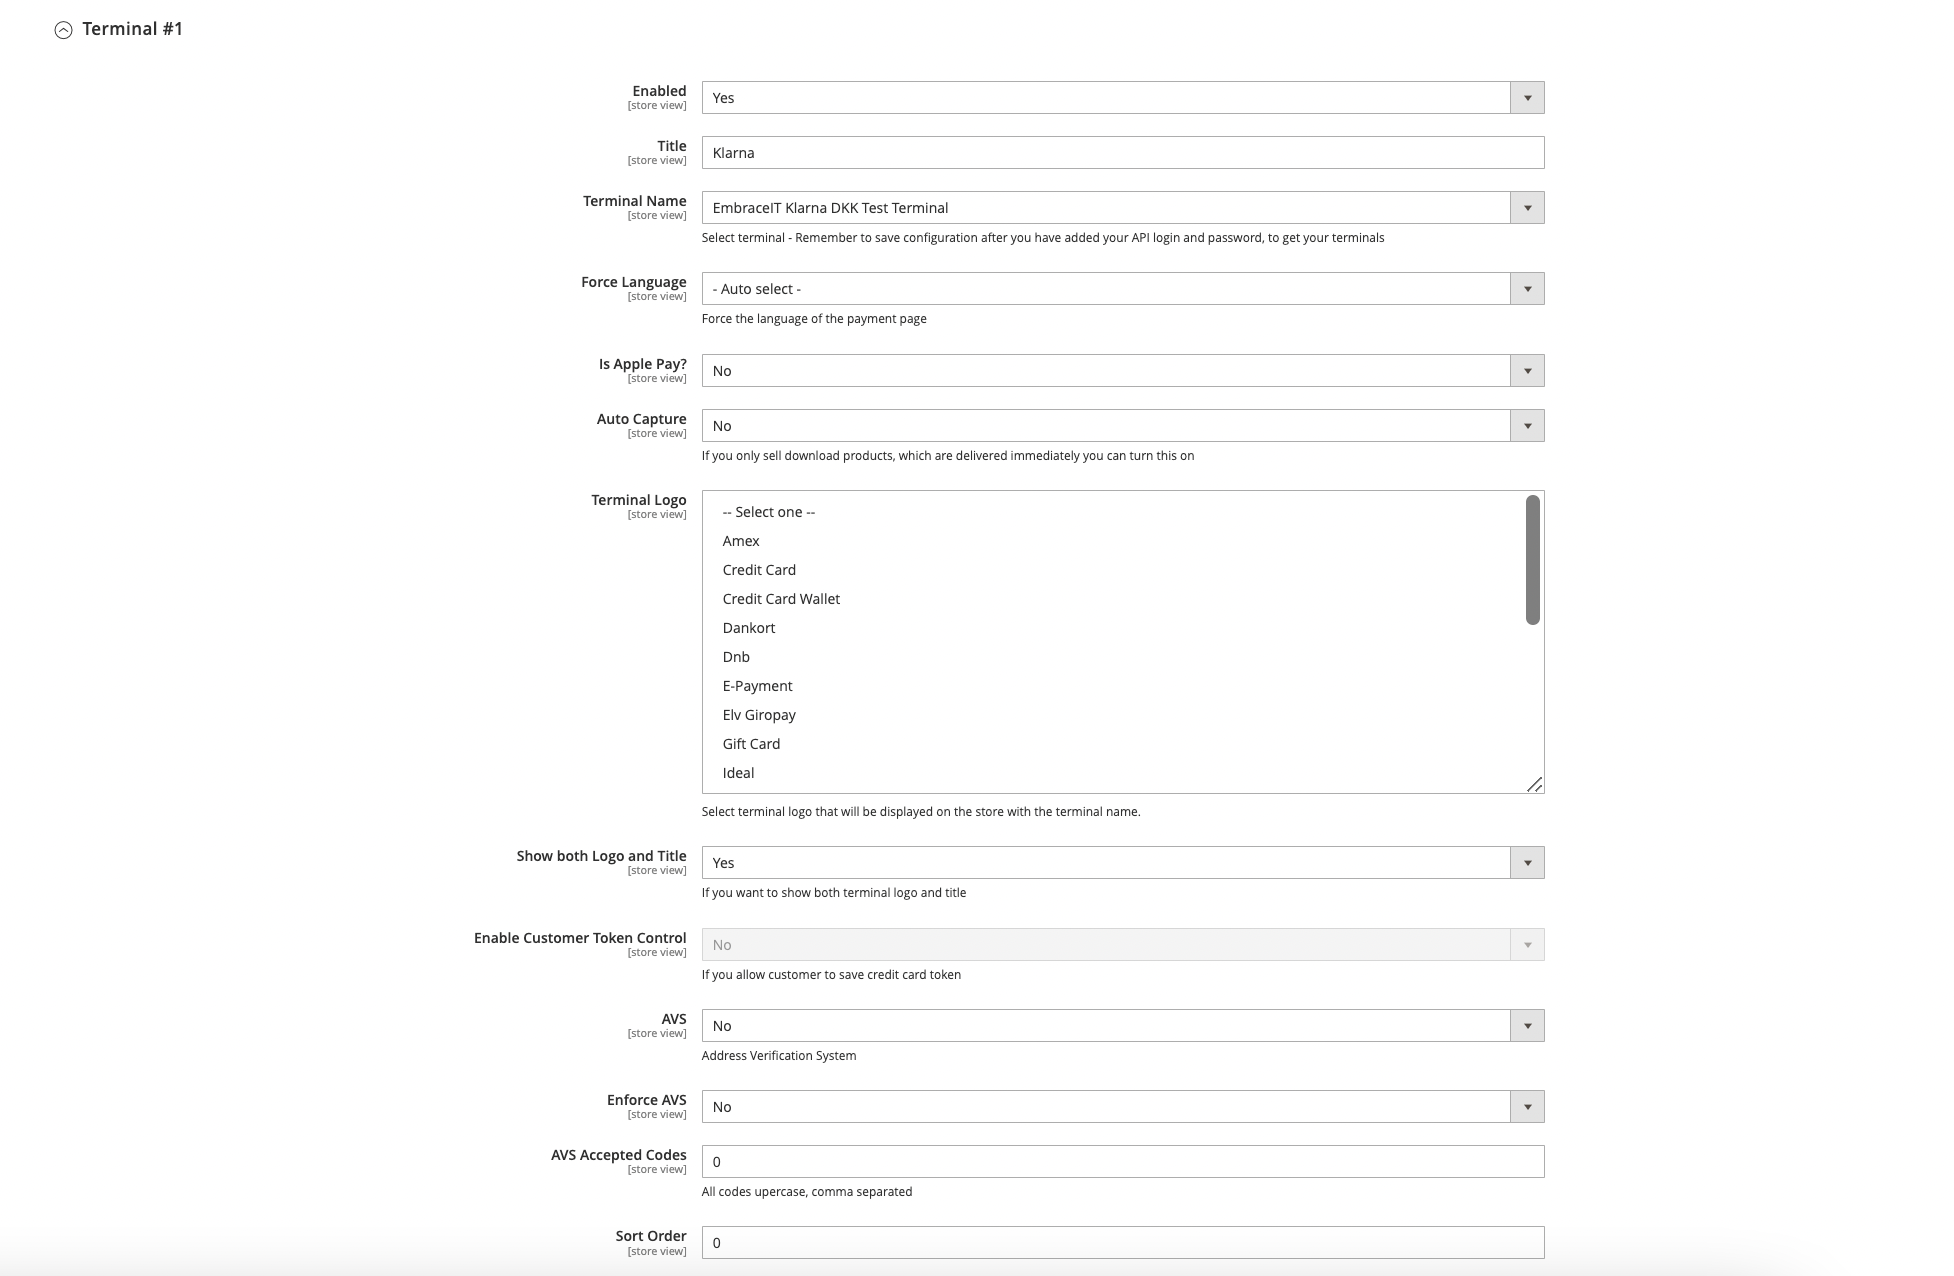 Terminal #1
Enabled
[store view]
Yes
Title
[store view]
Klarna
Terminal Name
[store view]
EmbraceIT Klarna DKK Test Terminal
Select terminal - Remember to save configuration after you have added your API login and password, to get your terminals
Force Language
[store view]
- Auto select -
Force the language of the payment page
Is Apple Pay?
[store view]
No
Auto Capture
[store view]
No
If you only sell download products, which are delivered immediately you can turn this on
Terminal Logo
[store view]
-- Select one --
Amex
Credit Card
Credit Card Wallet
Dankort
Dnb
E-Payment
Elv Giropay
Gift Card
Ideal
Select terminal logo that will be displayed on the store with the terminal name.
Show both Logo and Title
[store view]
Yes
If you want to show both terminal logo and title
Enable Customer Token Control
[store view]
No
If you allow customer to save credit card token
AVS
[store view]
No
Address Verification System
Enforce AVS
[store view]
No
AVS Accepted Codes
[store view]
0
All codes upercase, comma separated
Sort Order
[store view]
0